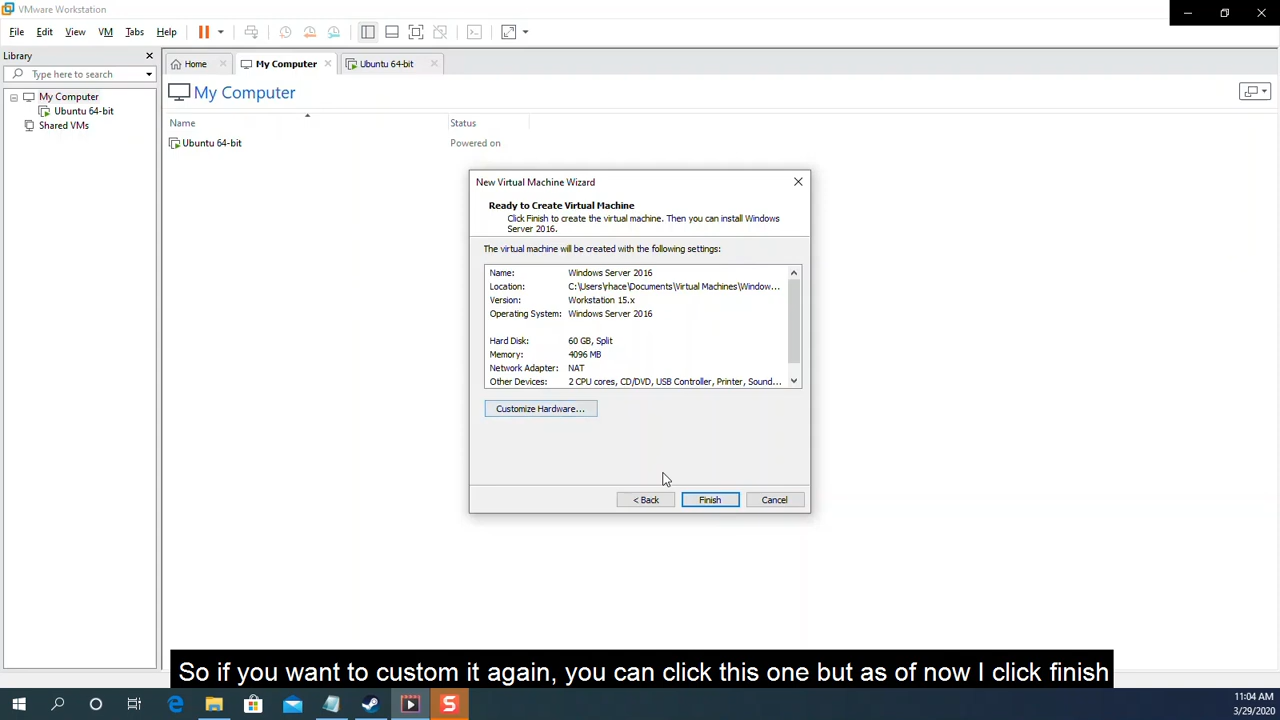 VMware Workstation
File Edit View VM Tabs Help
Library
Type here to search
My Computer
Ubuntu 64-bit
Shared VMs
Home
My Computer
Ubuntu 64-bit
My Computer
Name Status
Ubuntu 64-bit Powered on
New Virtual Machine Wizard
Ready to Create Virtual Machine
Click Finish to create the virtual machine. Then you can install Windows
Server 2016.
The virtual machine will be created with the following settings:
Name: Windows Server 2016
Location: C:\Users\rhace\Documents\Virtual Machines\Window...
Version: Workstation 15.x
Operating System: Windows Server 2016
Hard Disk: 60 GB, Split
Memory: 4096 MB
Network Adapter: NAT
Other Devices: 2 CPU cores, CD/DVD, USB Controller, Printer, Sound...
Customize Hardware...
< Back Finish Cancel
So if you want to custom it again, you can click this one but as of now I click finish
11:04 AM
3/29/2020